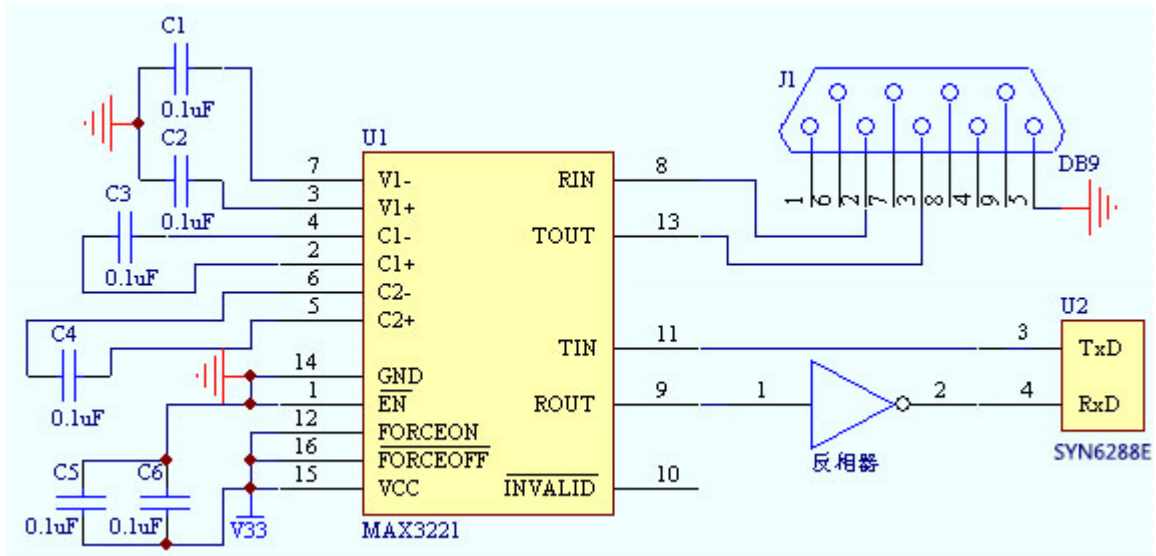 C1
0.1uF
C2
0.1uF
C3
0.1uF
C4
0.1uF
C5
0.1uF
C6
0.1uF
V33
U1
7 V1-
3 V1+
4 C1-
2 C1+
6 C2-
5 C2+
14 GND
1 EN
12 FORCEON
16 FORCEOFF
15 VCC
RIN 8
TOUT 13
TIN 11
ROUT 9
INVALID 10
MAX3221
J1
DB9
1 6 2 7 3 8 4 9 5
1 2
反相器
U2
3 TxD
4 RxD
SYN6288E